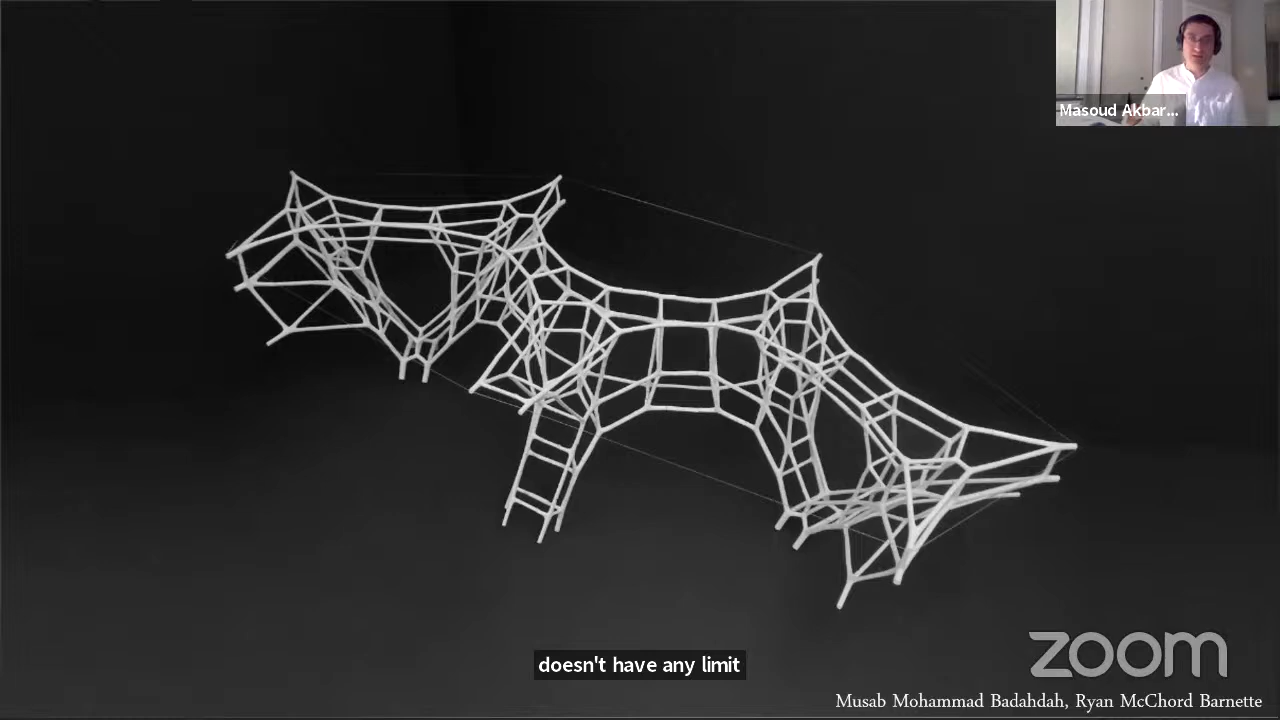 Masoud Akbar...
doesn't have any limit
zoom
Musab Mohammad Badahdah, Ryan McChord Barnette